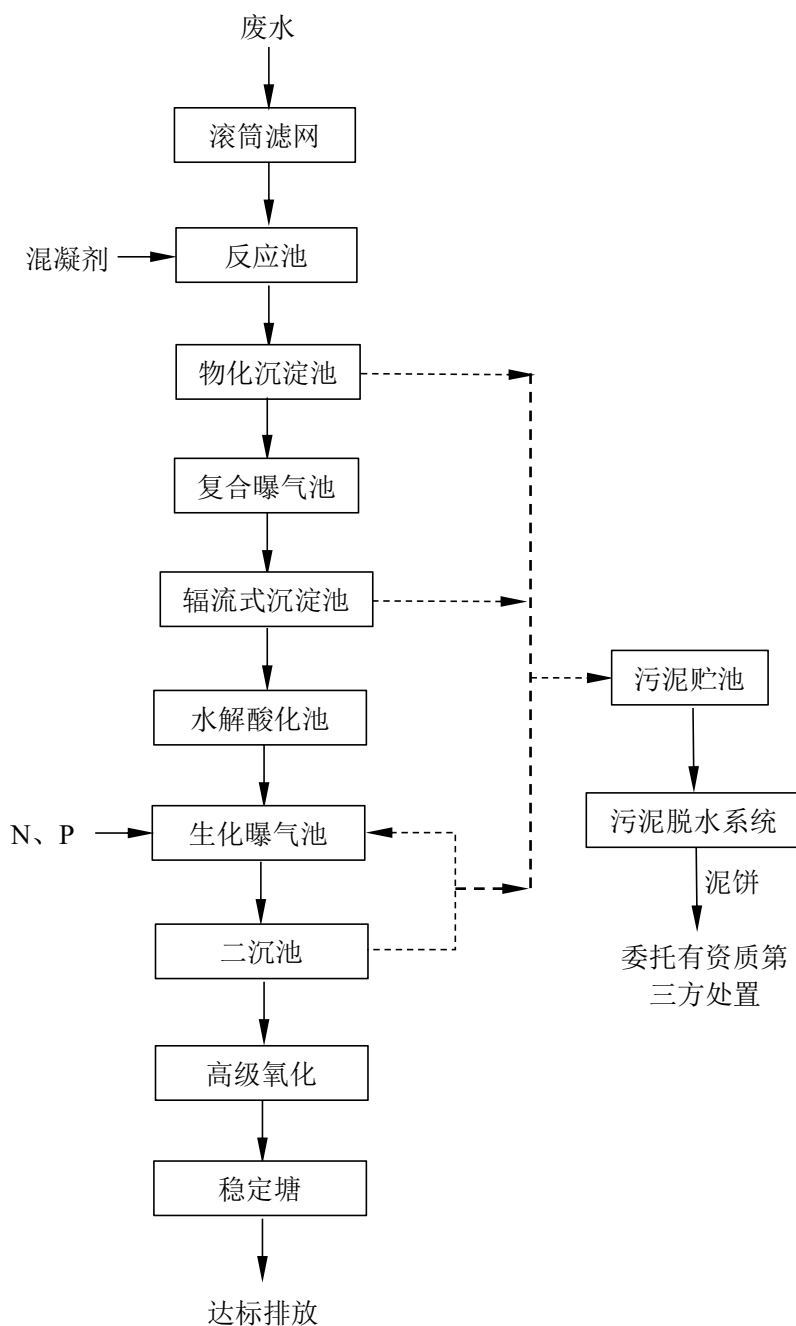 废水
滚筒滤网
混凝剂
反应池
物化沉淀池
复合曝气池
辐流式沉淀池
污泥贮池
水解酸化池
N、P
生化曝气池
污泥脱水系统
泥饼
二沉池
委托有资质第
三方处置
高级氧化
稳定塘
达标排放